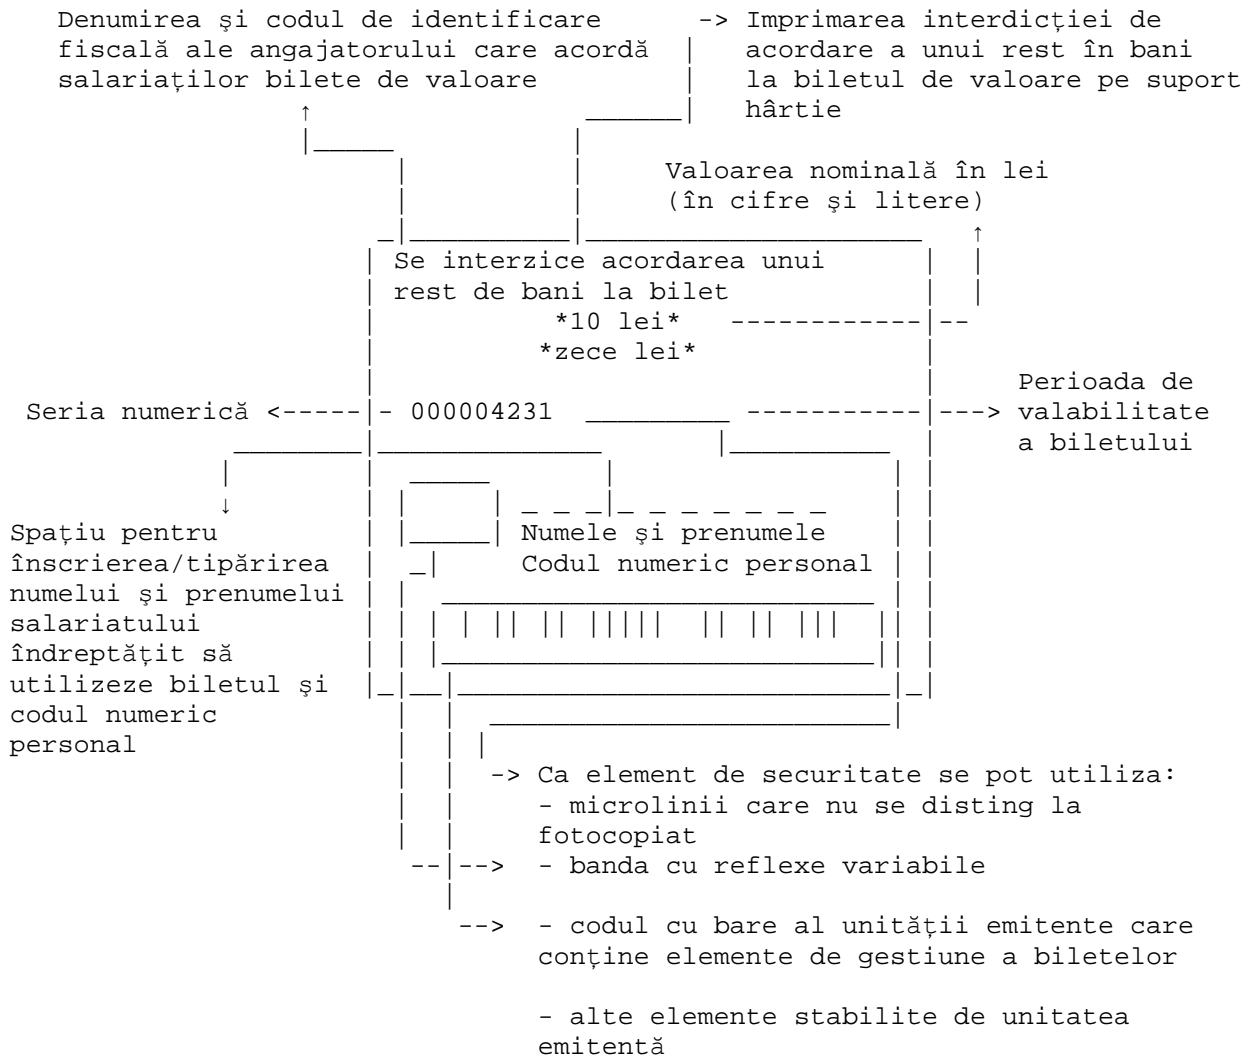 Denumirea şi codul de identificare
fiscală ale angajatorului care acordă
salariaţilor bilete de valoare
-> Imprimarea interdicţiei de
acordare a unui rest în bani
la biletul de valoare pe suport
hârtie
Valoarea nominală în lei
(în cifre şi litere)
Se interzice acordarea unui
rest de bani la bilet
*10 lei*
*zece lei*
Seria numerică <-----|- 000004231
Perioada de
valabilitate
a biletului
Spaţiu pentru
înscrierea/tipărirea
numelui şi prenumelui
salariatului
îndreptăţit să
utilizeze biletul şi
codul numeric
personal
Numele şi prenumele
Codul numeric personal
-> Ca element de securitate se pot utiliza:
- microlinii care nu se disting la
fotocopiat
- banda cu reflexe variabile
- codul cu bare al unităţii emitente care
conţine elemente de gestiune a biletelor
- alte elemente stabilite de unitatea
emitentă